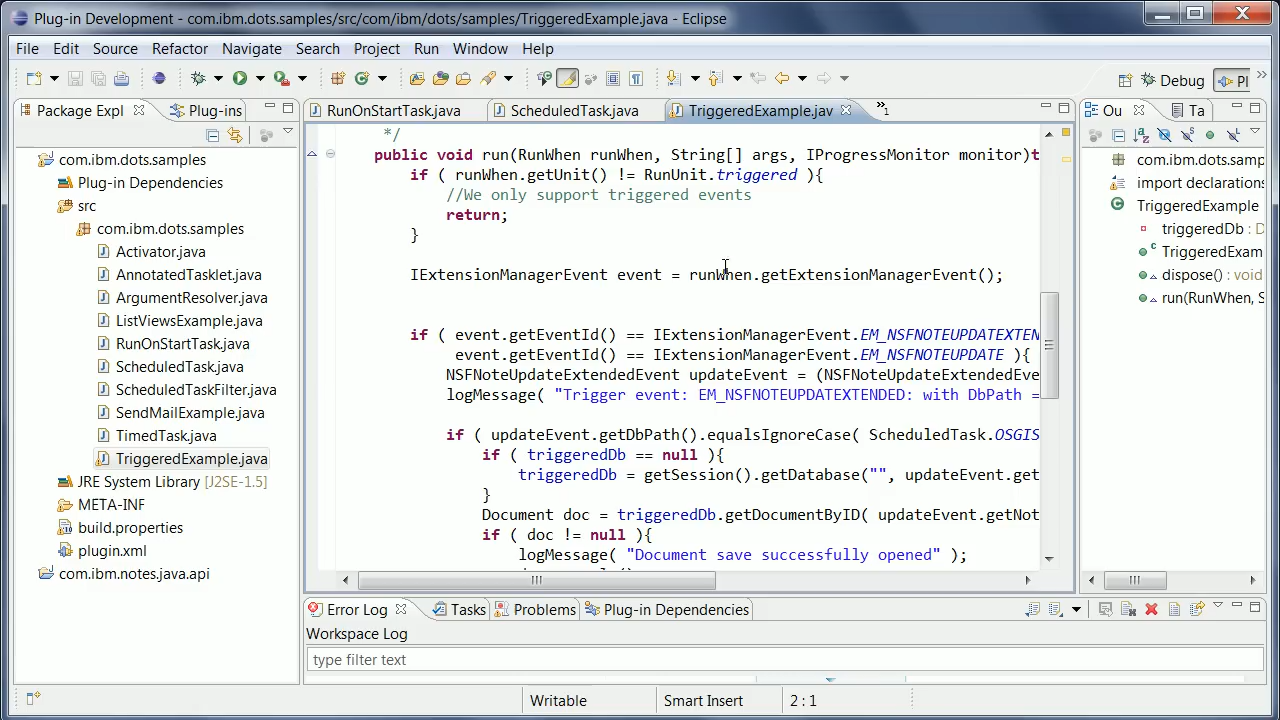 Plug-in Development - com.ibm.dots.samples/src/com/ibm/dots/samples/TriggeredExample.java - Eclipse
File Edit Source Refactor Navigate Search Project Run Window Help
Debug Pl
Package Expl Plug-ins
RunOnStartTask.java ScheduledTask.java TriggeredExample.jav »1
Ou Ta
com.ibm.dots.samples
Plug-in Dependencies
src
com.ibm.dots.samples
Activator.java
AnnotatedTasklet.java
ArgumentResolver.java
ListViewsExample.java
RunOnStartTask.java
ScheduledTask.java
ScheduledTaskFilter.java
SendMailExample.java
TimedTask.java
TriggeredExample.java
JRE System Library [J2SE-1.5]
META-INF
build.properties
plugin.xml
com.ibm.notes.java.api
*/
public void run(RunWhen runWhen, String[] args, IProgressMonitor monitor)t
if ( runWhen.getUnit() != RunUnit.triggered ){
//We only support triggered events
return;
}
IExtensionManagerEvent event = runWhen.getExtensionManagerEvent();
if ( event.getEventId() == IExtensionManagerEvent.EM_NSFNOTEUPDATEXTEN
event.getEventId() == IExtensionManagerEvent.EM_NSFNOTEUPDATE ){
NSFNoteUpdateExtendedEvent updateEvent = (NSFNoteUpdateExtendedEve
logMessage( "Trigger event: EM_NSFNOTEUPDATEXTENDED: with DbPath =
if ( updateEvent.getDbPath().equalsIgnoreCase( ScheduledTask.OSGIS
if ( triggeredDb == null ){
triggeredDb = getSession().getDatabase("", updateEvent.get
}
Document doc = triggeredDb.getDocumentByID( updateEvent.getNot
if ( doc != null ){
logMessage( "Document save successfully opened" );
com.ibm.dots.samp
import declarations
TriggeredExample
triggeredDb : D
TriggeredExam
dispose() : void
run(RunWhen, S
Error Log Tasks Problems Plug-in Dependencies
Workspace Log
type filter text
Writable Smart Insert 2 : 1